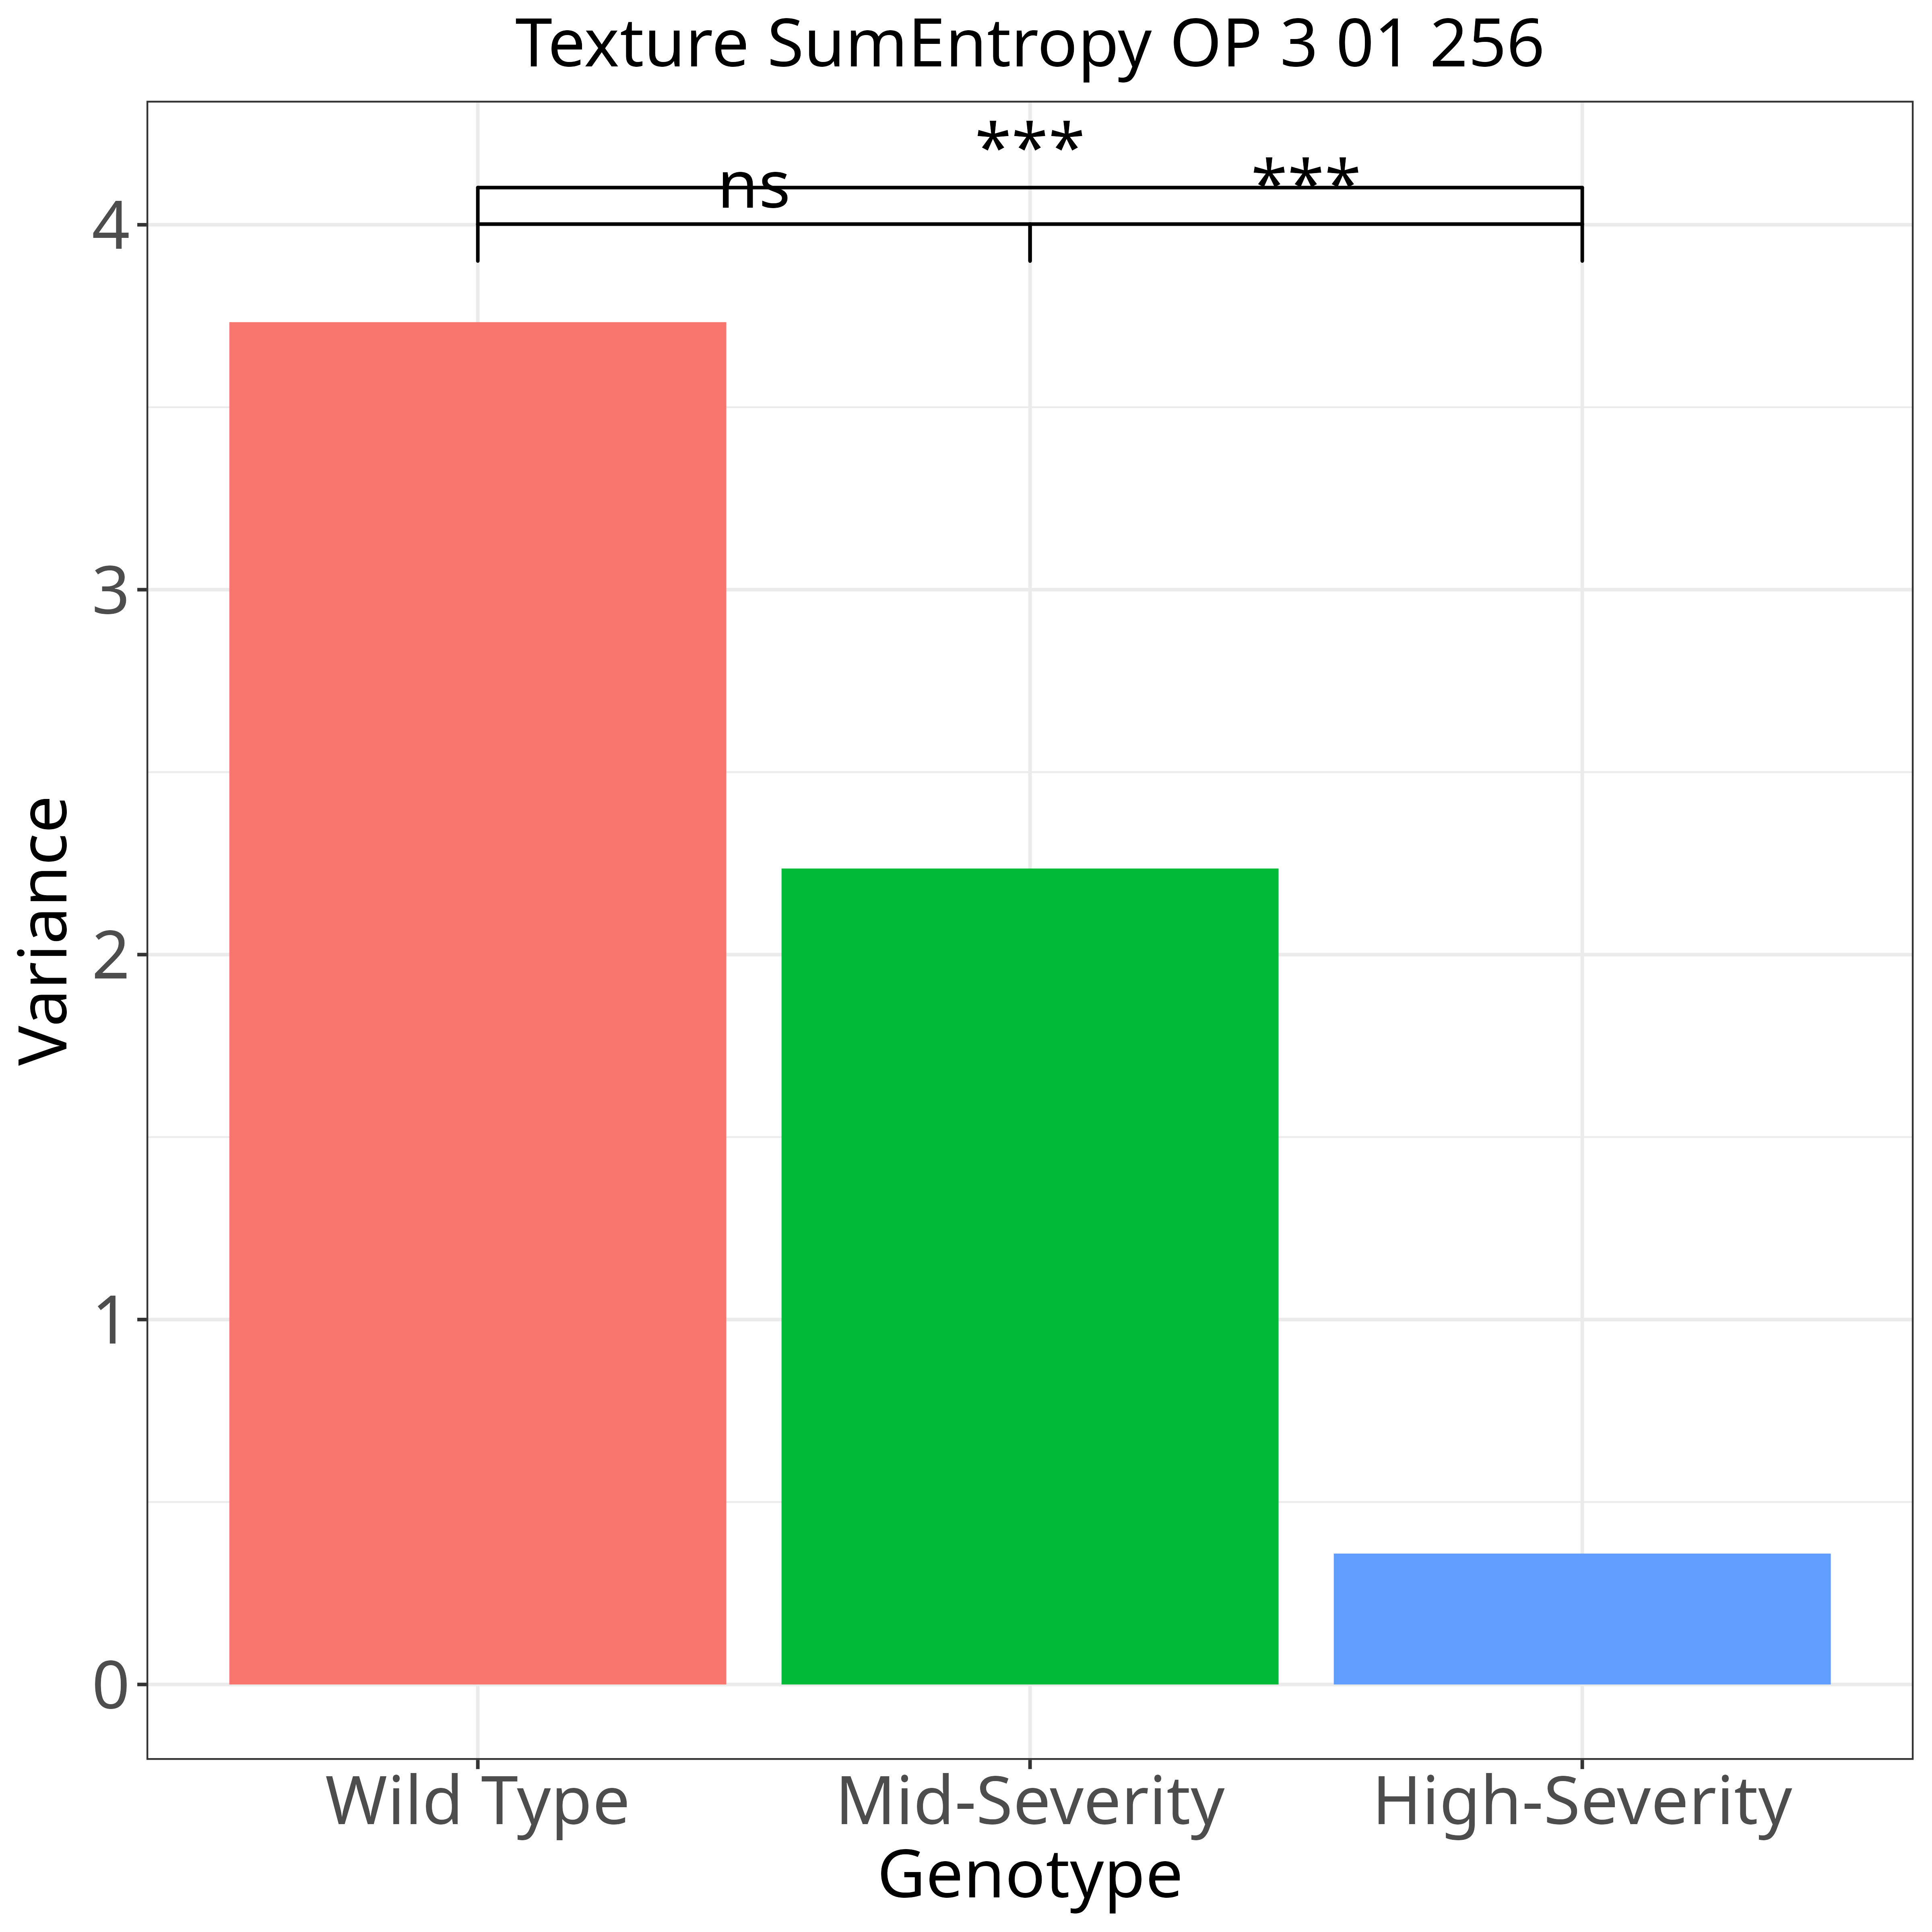 Texture SumEntropy OP 3 01 256
***
ns
***
4
3
2
1
0
Variance
Wild Type
Mid-Severity
High-Severity
Genotype